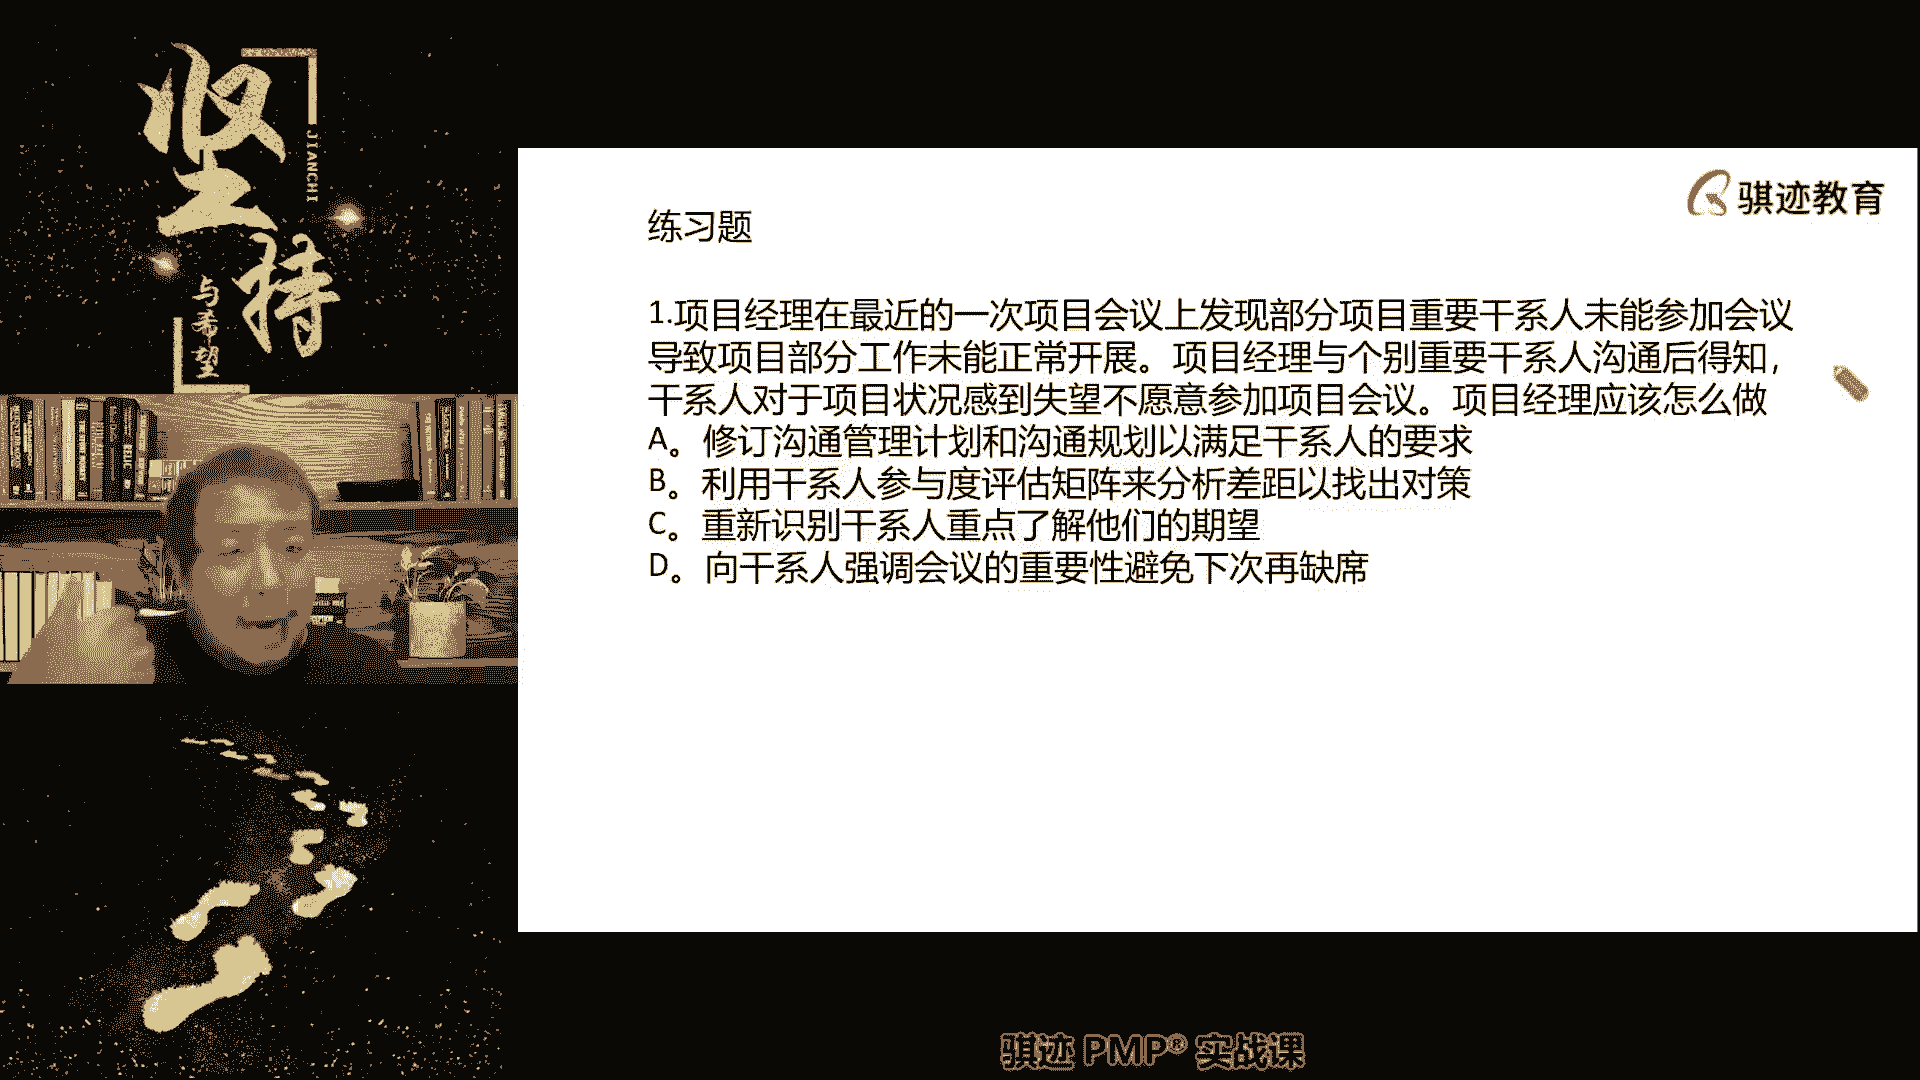 坚持
JIANCHI
与希望
骐迹教育
练习题
1.项目经理在最近的一次项目会议上发现部分项目重要干系人未能参加会议
导致项目部分工作未能正常开展。项目经理与个别重要干系人沟通后得知，
干系人对于项目状况感到失望不愿意参加项目会议。项目经理应该怎么做
A。修订沟通管理计划和沟通规划以满足干系人的要求
B。利用干系人参与度评估矩阵来分析差距以找出对策
C。重新识别干系人重点了解他们的期望
D。向干系人强调会议的重要性避免下次再缺席
骐迹 PMP® 实战课